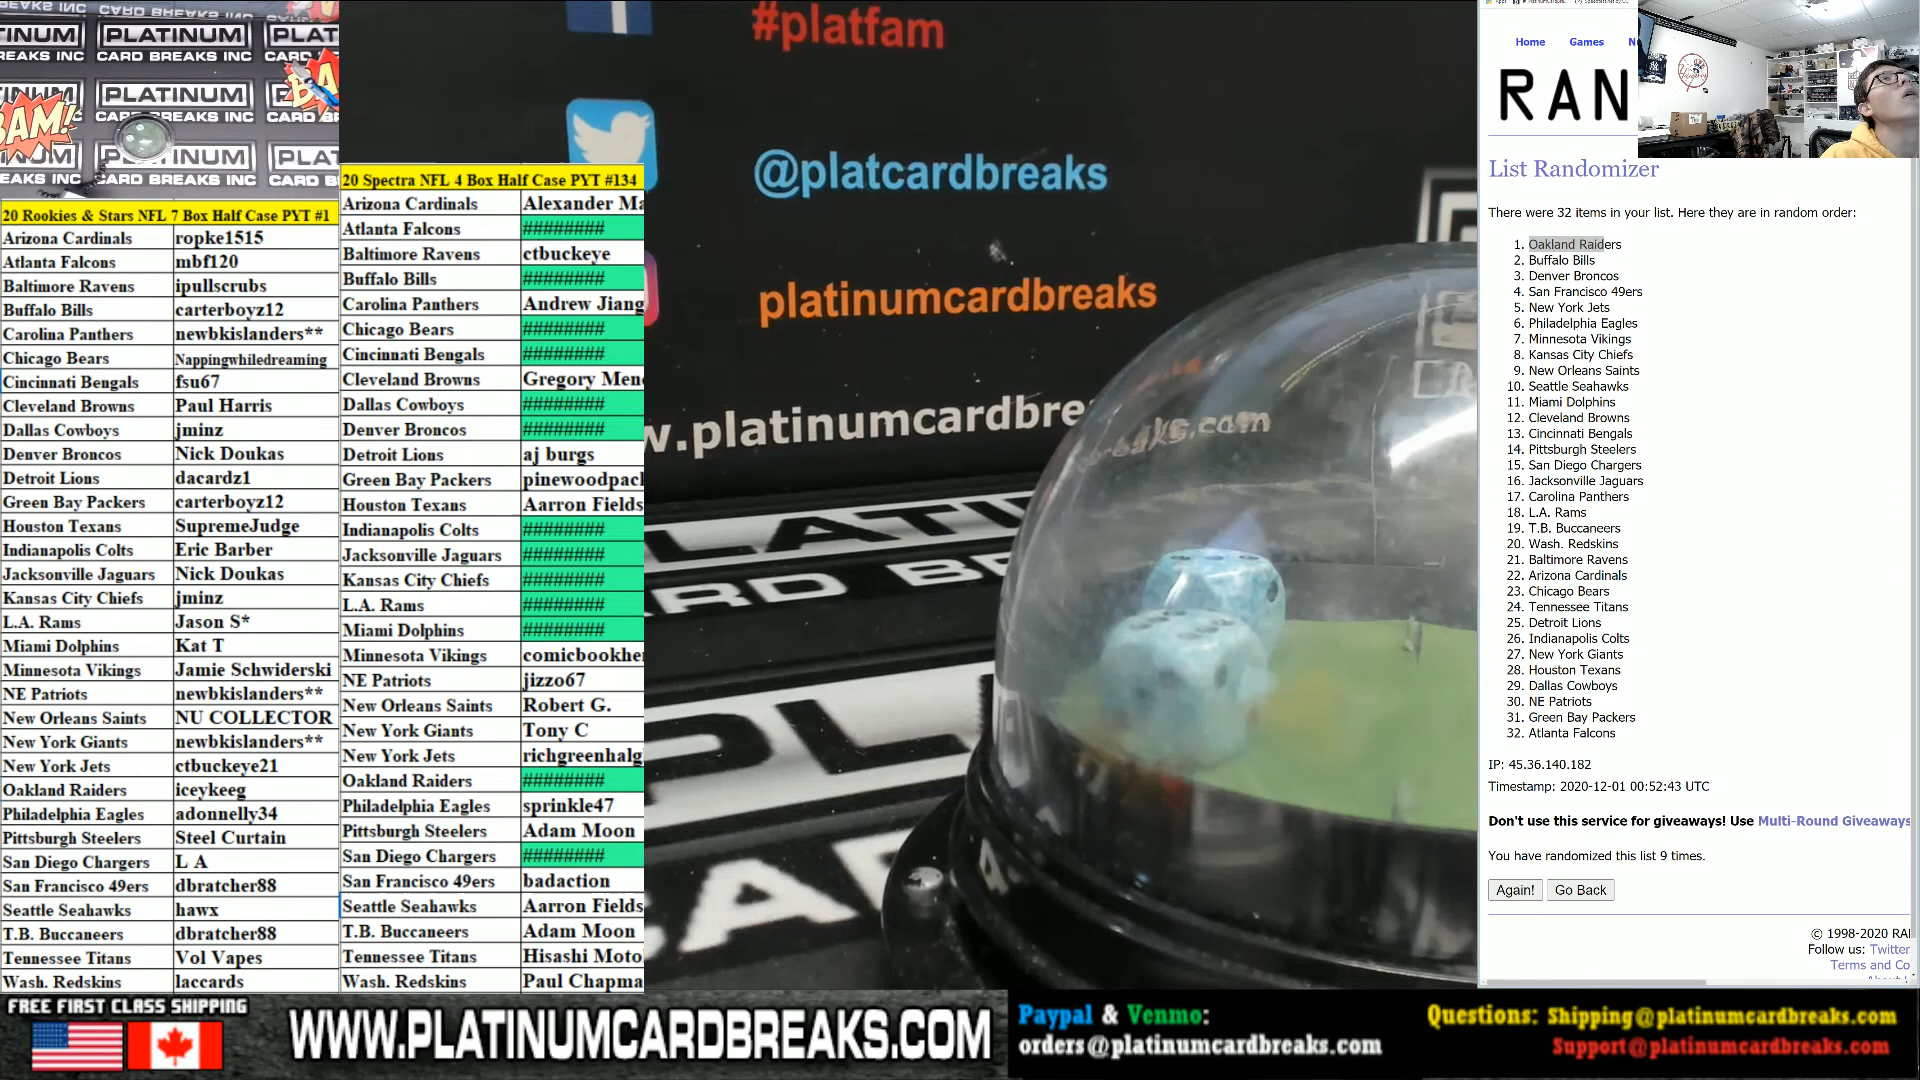 PLATINUM
CARD BREAKS INC
BAM!
20 Rookies & Stars NFL 7 Box Half Case PYT #1
Arizona Cardinals ropke1515
Atlanta Falcons mbf120
Baltimore Ravens ipullscrubs
Buffalo Bills carterboyz12
Carolina Panthers newbkislanders**
Chicago Bears Nappingwhiledreaming
Cincinnati Bengals fsu67
Cleveland Browns Paul Harris
Dallas Cowboys jminz
Denver Broncos Nick Doukas
Detroit Lions dacardz1
Green Bay Packers carterboyz12
Houston Texans SupremeJudge
Indianapolis Colts Eric Barber
Jacksonville Jaguars Nick Doukas
Kansas City Chiefs jminz
L.A. Rams Jason S*
Miami Dolphins Kat T
Minnesota Vikings Jamie Schwiderski
NE Patriots newbkislanders**
New Orleans Saints NU COLLECTOR
New York Giants newbkislanders**
New York Jets ctbuckeye21
Oakland Raiders iceykeeg
Philadelphia Eagles adonnelly34
Pittsburgh Steelers Steel Curtain
San Diego Chargers L A
San Francisco 49ers dbratcher88
Seattle Seahawks hawx
T.B. Buccaneers dbratcher88
Tennessee Titans Vol Vapes
Wash. Redskins laccards
20 Spectra NFL 4 Box Half Case PYT #134
Arizona Cardinals Alexander Ma
Atlanta Falcons ########
Baltimore Ravens ctbuckeye
Buffalo Bills ########
Carolina Panthers Andrew Jiang
Chicago Bears ########
Cincinnati Bengals ########
Cleveland Browns Gregory Men
Dallas Cowboys ########
Denver Broncos ########
Detroit Lions aj burgs
Green Bay Packers pinewoodpac
Houston Texans Aarron Fields
Indianapolis Colts ########
Jacksonville Jaguars ########
Kansas City Chiefs ########
L.A. Rams ########
Miami Dolphins ########
Minnesota Vikings comicbookhe
NE Patriots jizzo67
New Orleans Saints Robert G.
New York Giants Tony C
New York Jets richgreenhalg
Oakland Raiders ########
Philadelphia Eagles sprinkle47
Pittsburgh Steelers Adam Moon
San Diego Chargers ########
San Francisco 49ers badaction
Seattle Seahawks Aarron Fields
T.B. Buccaneers Adam Moon
Tennessee Titans Hisashi Moto
Wash. Redskins Paul Chapma
#platfam
@platcardbreaks
platinumcardbreaks
w.platinumcardbre
eaks.com
Home Games N
RAN
List Randomizer
There were 32 items in your list. Here they are in random order:
1. Oakland Raiders
2. Buffalo Bills
3. Denver Broncos
4. San Francisco 49ers
5. New York Jets
6. Philadelphia Eagles
7. Minnesota Vikings
8. Kansas City Chiefs
9. New Orleans Saints
10. Seattle Seahawks
11. Miami Dolphins
12. Cleveland Browns
13. Cincinnati Bengals
14. Pittsburgh Steelers
15. San Diego Chargers
16. Jacksonville Jaguars
17. Carolina Panthers
18. L.A. Rams
19. T.B. Buccaneers
20. Wash. Redskins
21. Baltimore Ravens
22. Arizona Cardinals
23. Chicago Bears
24. Tennessee Titans
25. Detroit Lions
26. Indianapolis Colts
27. New York Giants
28. Houston Texans
29. Dallas Cowboys
30. NE Patriots
31. Green Bay Packers
32. Atlanta Falcons
IP: 45.36.140.182
Timestamp: 2020-12-01 00:52:43 UTC
Don't use this service for giveaways! Use Multi-Round Giveaways
You have randomized this list 9 times.
Again! Go Back
© 1998-2020 RA
Follow us: Twitter
Terms and Co
FREE FIRST CLASS SHIPPING
WWW.PLATINUMCARDBREAKS.COM
Paypal & Venmo:
orders@platinumcardbreaks.com
Questions: Shipping@platinumcardbreaks.com
Support@platinumcardbreaks.com